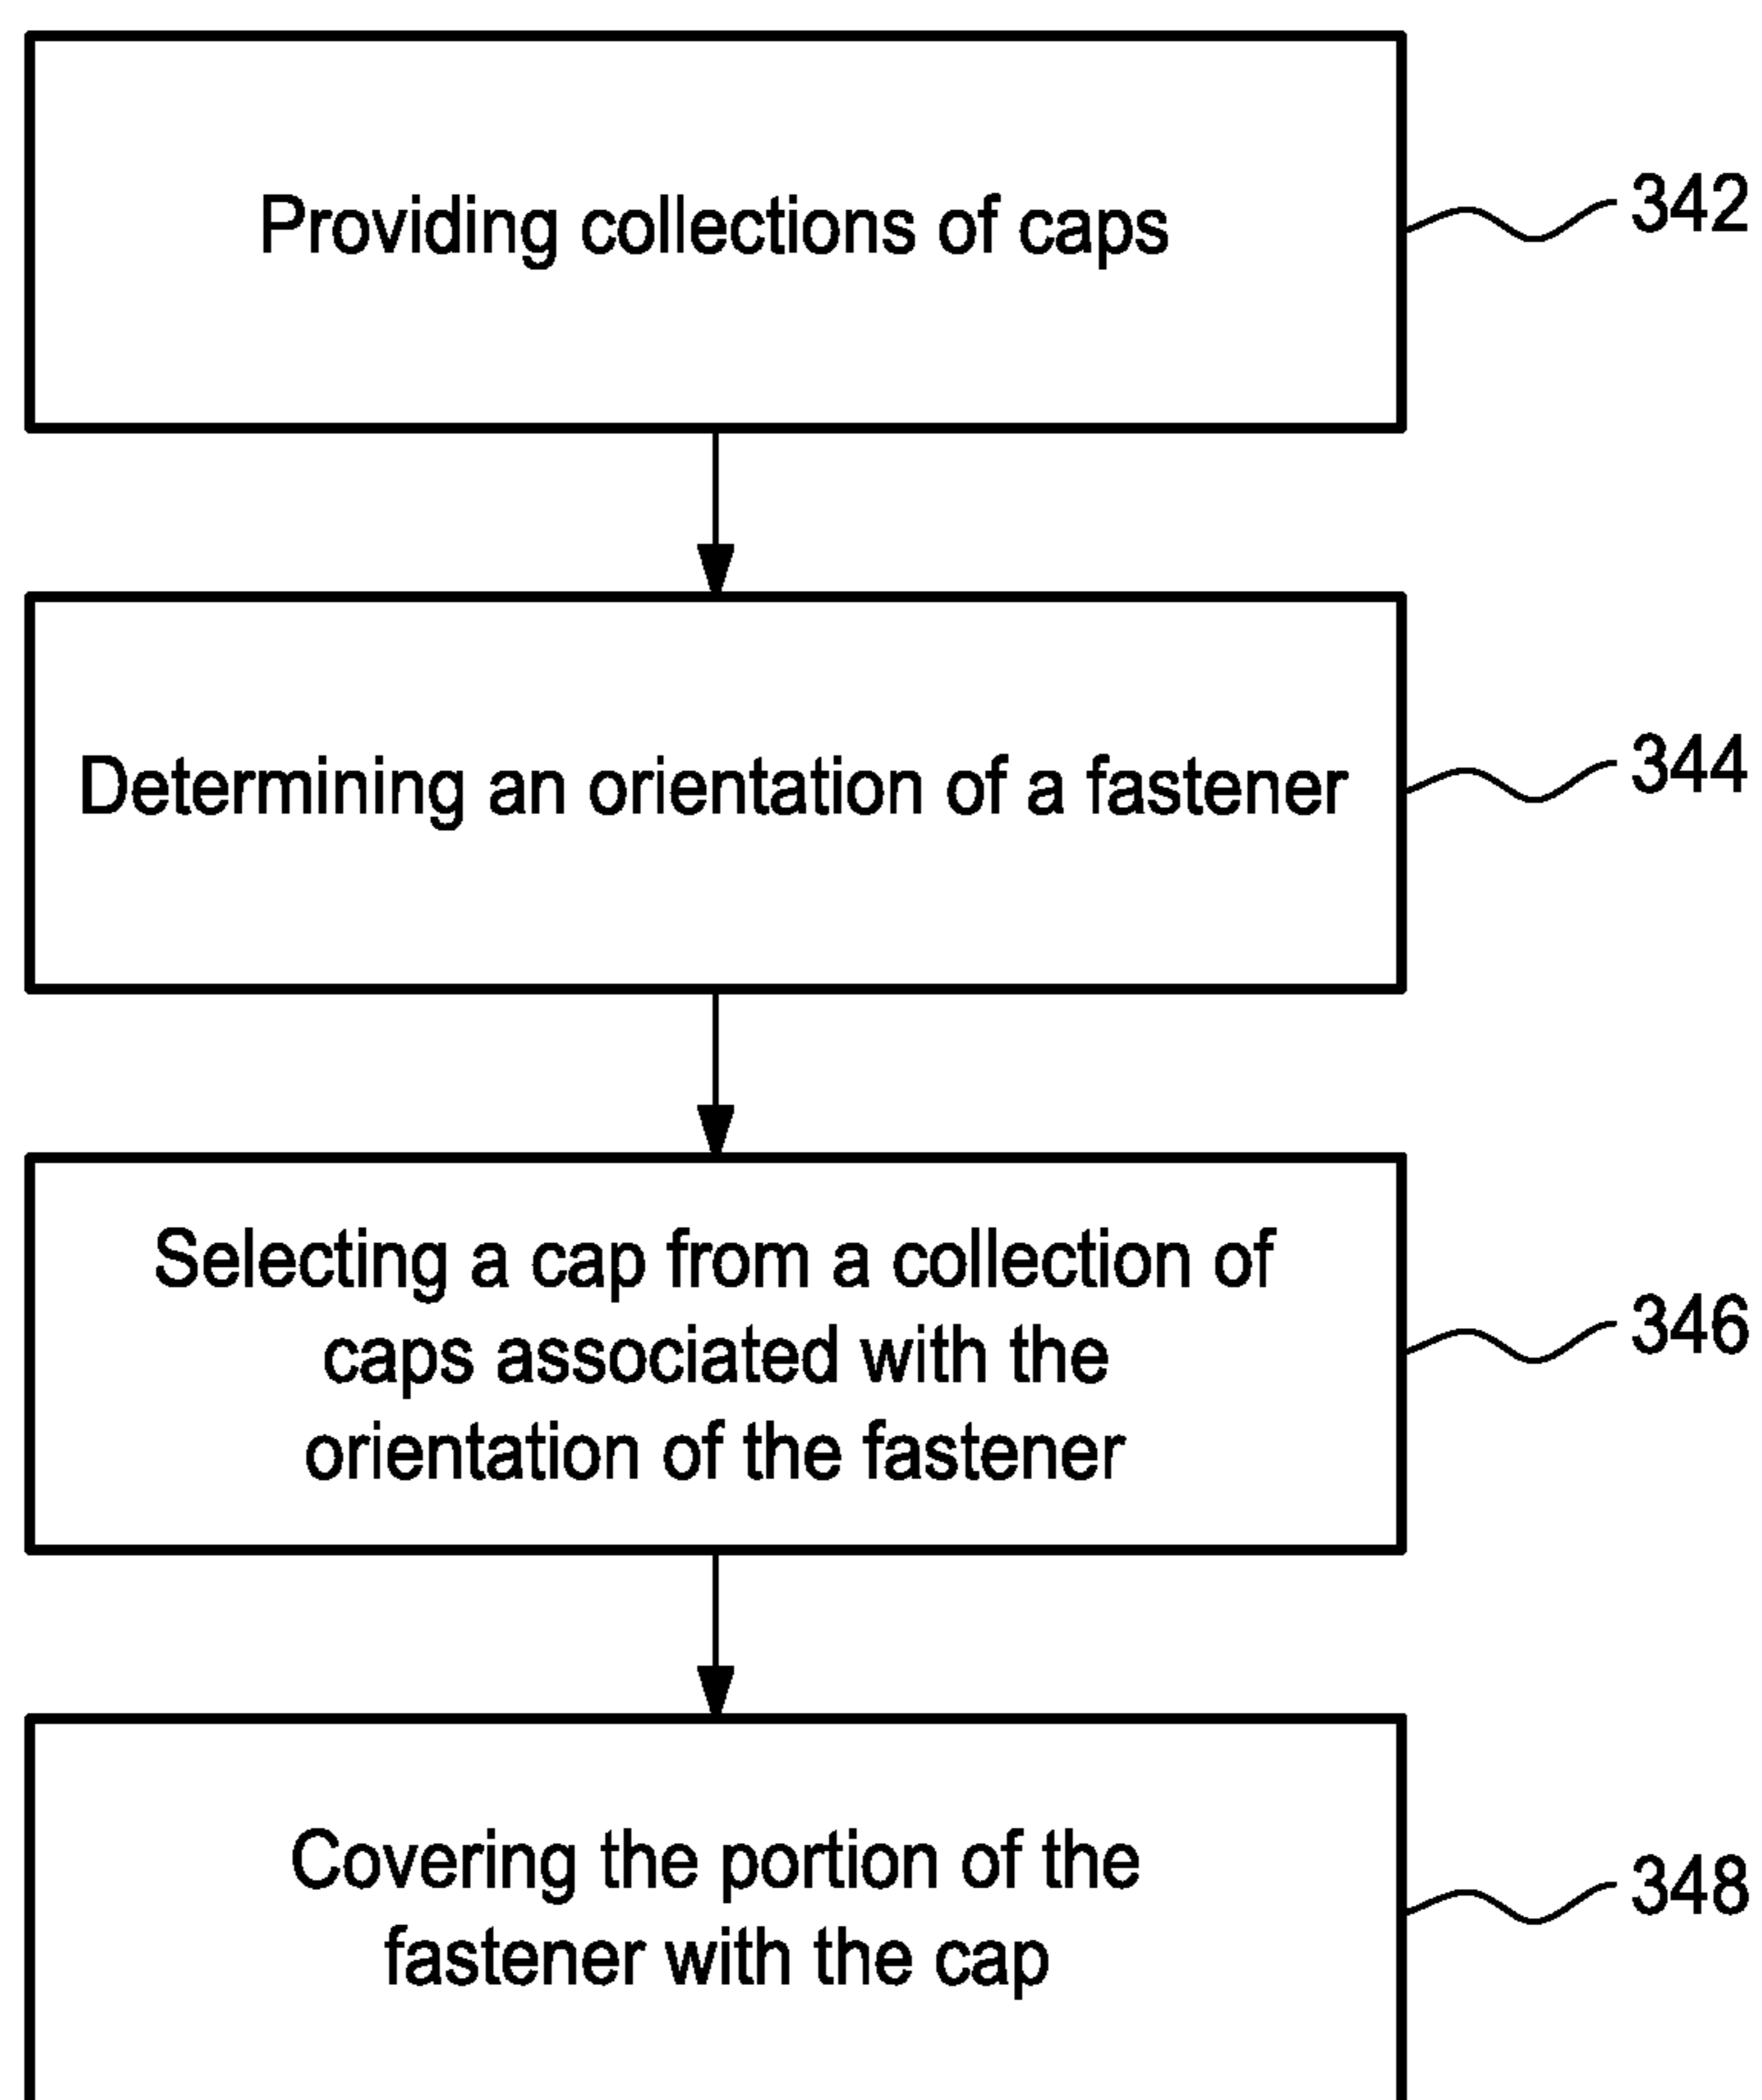 Providing collections of caps
342
Determining an orientation of a fastener
344
Selecting a cap from a collection of
caps associated with the
orientation of the fastener
346
Covering the portion of the
fastener with the cap
348